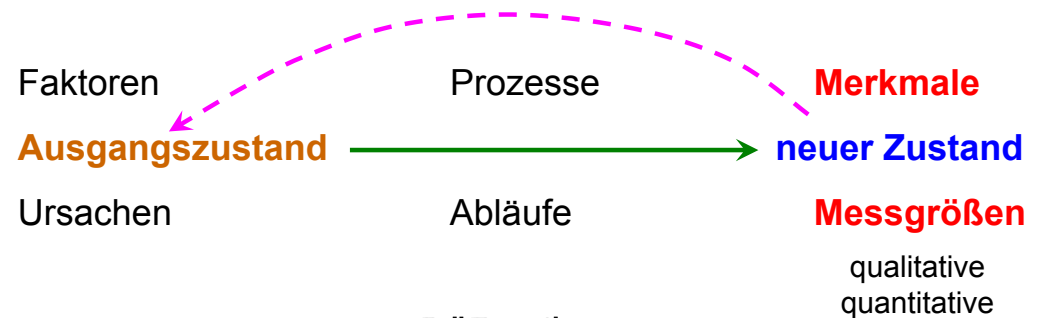 Faktoren Prozesse Merkmale
Ausgangszustand neuer Zustand
Ursachen Abläufe Messgrößen
qualitative
quantitative